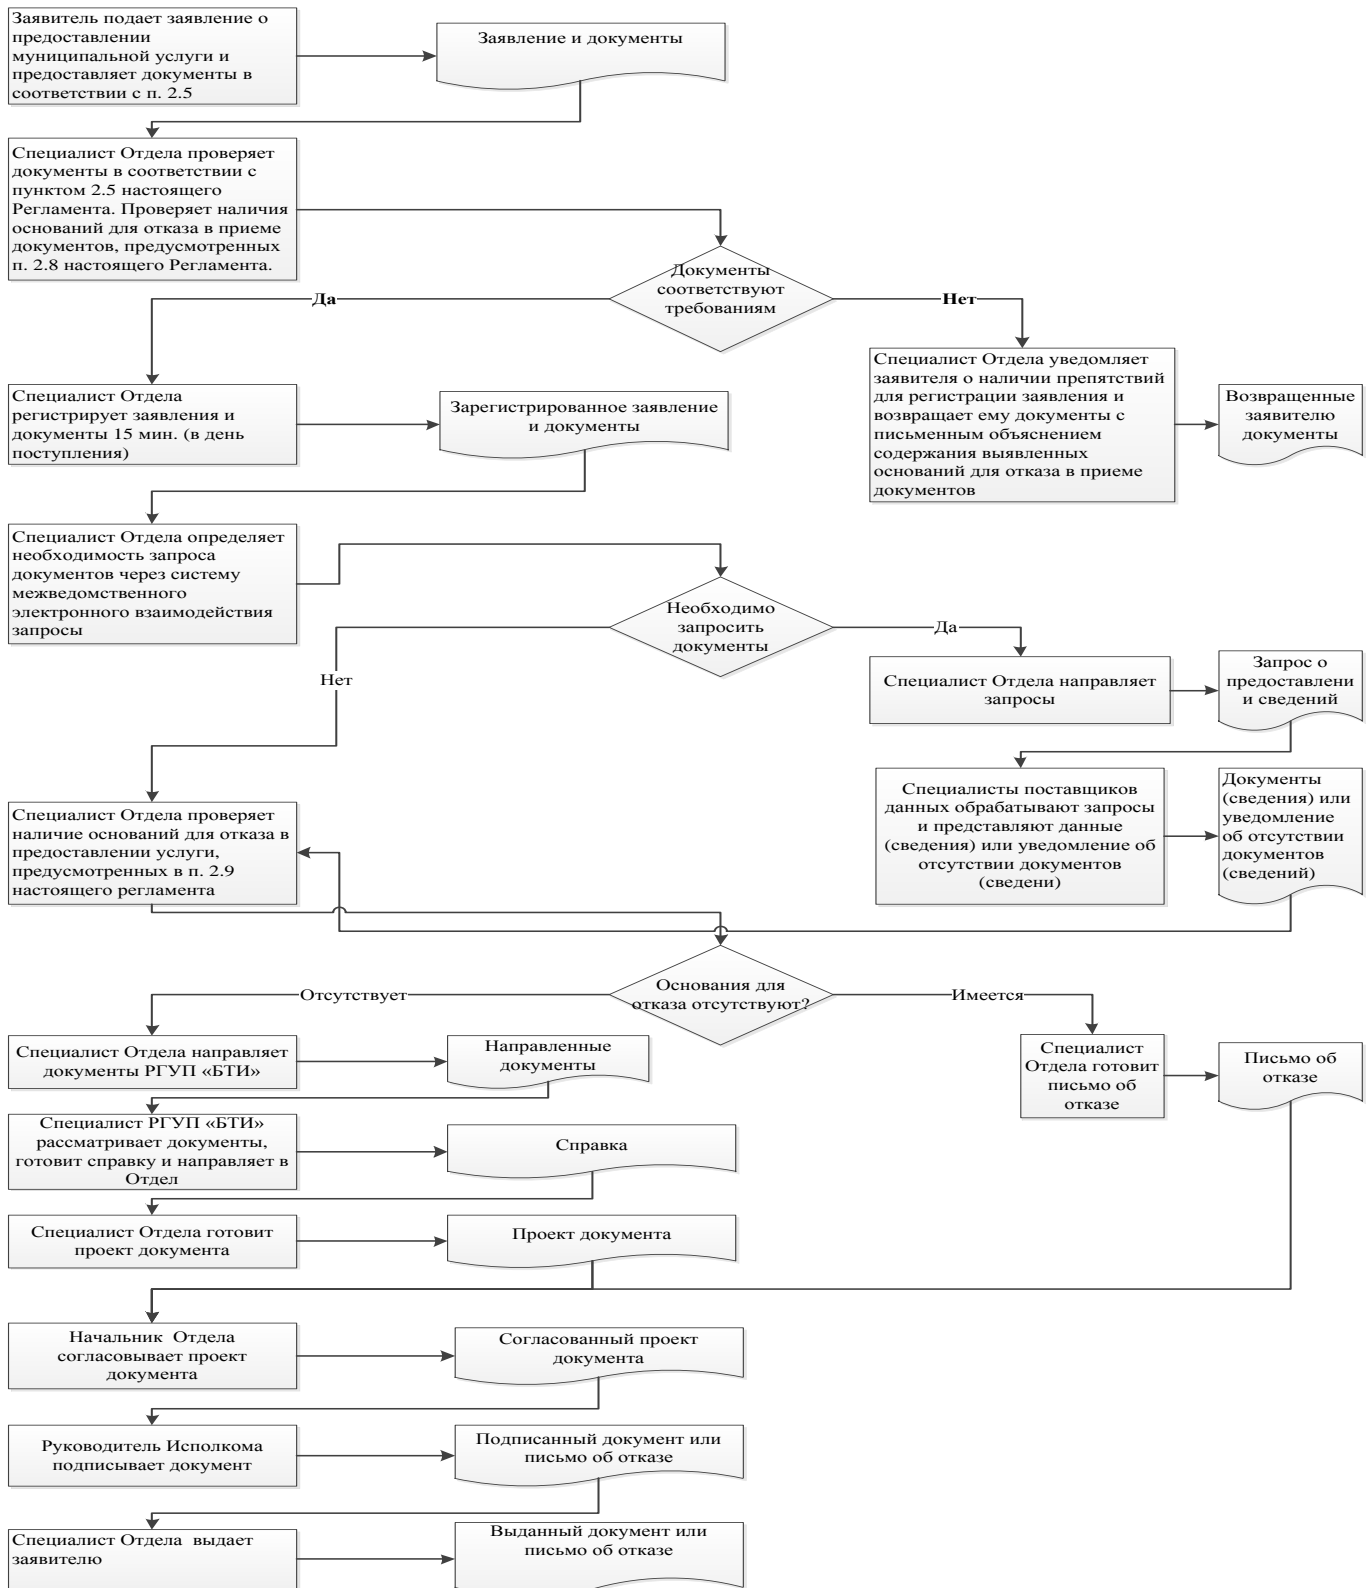 Заявитель подает заявление о
предоставлении
муниципальной услуги и
предоставляет документы в
соответствии с п. 2.5
Заявление и документы
Специалист Отдела проверяет
документы в соответствии с
пунктом 2.5 настоящего
Регламента. Проверяет наличия
оснований для отказа в приеме
документов, предусмотренных
п. 2.8 настоящего Регламента.
Документы
соответствуют
требованиям
Да
Нет
Специалист Отдела
регистрирует заявления и
документы 15 мин. (в день
поступления)
Зарегистрированное заявление
и документы
Специалист Отдела уведомляет
заявителя о наличии препятствий
для регистрации заявления и
возвращает ему документы с
письменным объяснением
содержания выявленных
оснований для отказа в приеме
документов
Возвращенные
заявителю
документы
Специалист Отдела определяет
необходимость запроса
документов через систему
межведомственного
электронного взаимодействия
запросы
Необходимо
запросить
документы
Да
Нет
Специалист Отдела направляет
запросы
Запрос о
предоставлени
и сведений
Специалисты поставщиков
данных обрабатывают запросы
и представляют данные
(сведения) или уведомление об
отсутствии документов
(сведени)
Документы
(сведения) или
уведомление
об отсутствии
документов
(сведений)
Специалист Отдела проверяет
наличие оснований для отказа в
предоставлении услуги,
предусмотренных в п. 2.9
настоящего регламента
Основания для
отказа отсутствуют?
Отсутствует
Имеется
Специалист Отдела направляет
документы РГУП «БТИ»
Направленные
документы
Специалист
Отдела готовит
письмо об
отказе
Письмо об
отказе
Специалист РГУП «БТИ»
рассматривает документы,
готовит справку и направляет в
Отдел
Справка
Специалист Отдела готовит
проект документа
Проект документа
Начальник  Отдела
согласовывает проект
документа
Согласованный проект
документа
Руководитель Исполкома
подписывает документ
Подписанный документ или
письмо об отказе
Специалист Отдела  выдает
заявителю
Выданный документ или
письмо об отказе